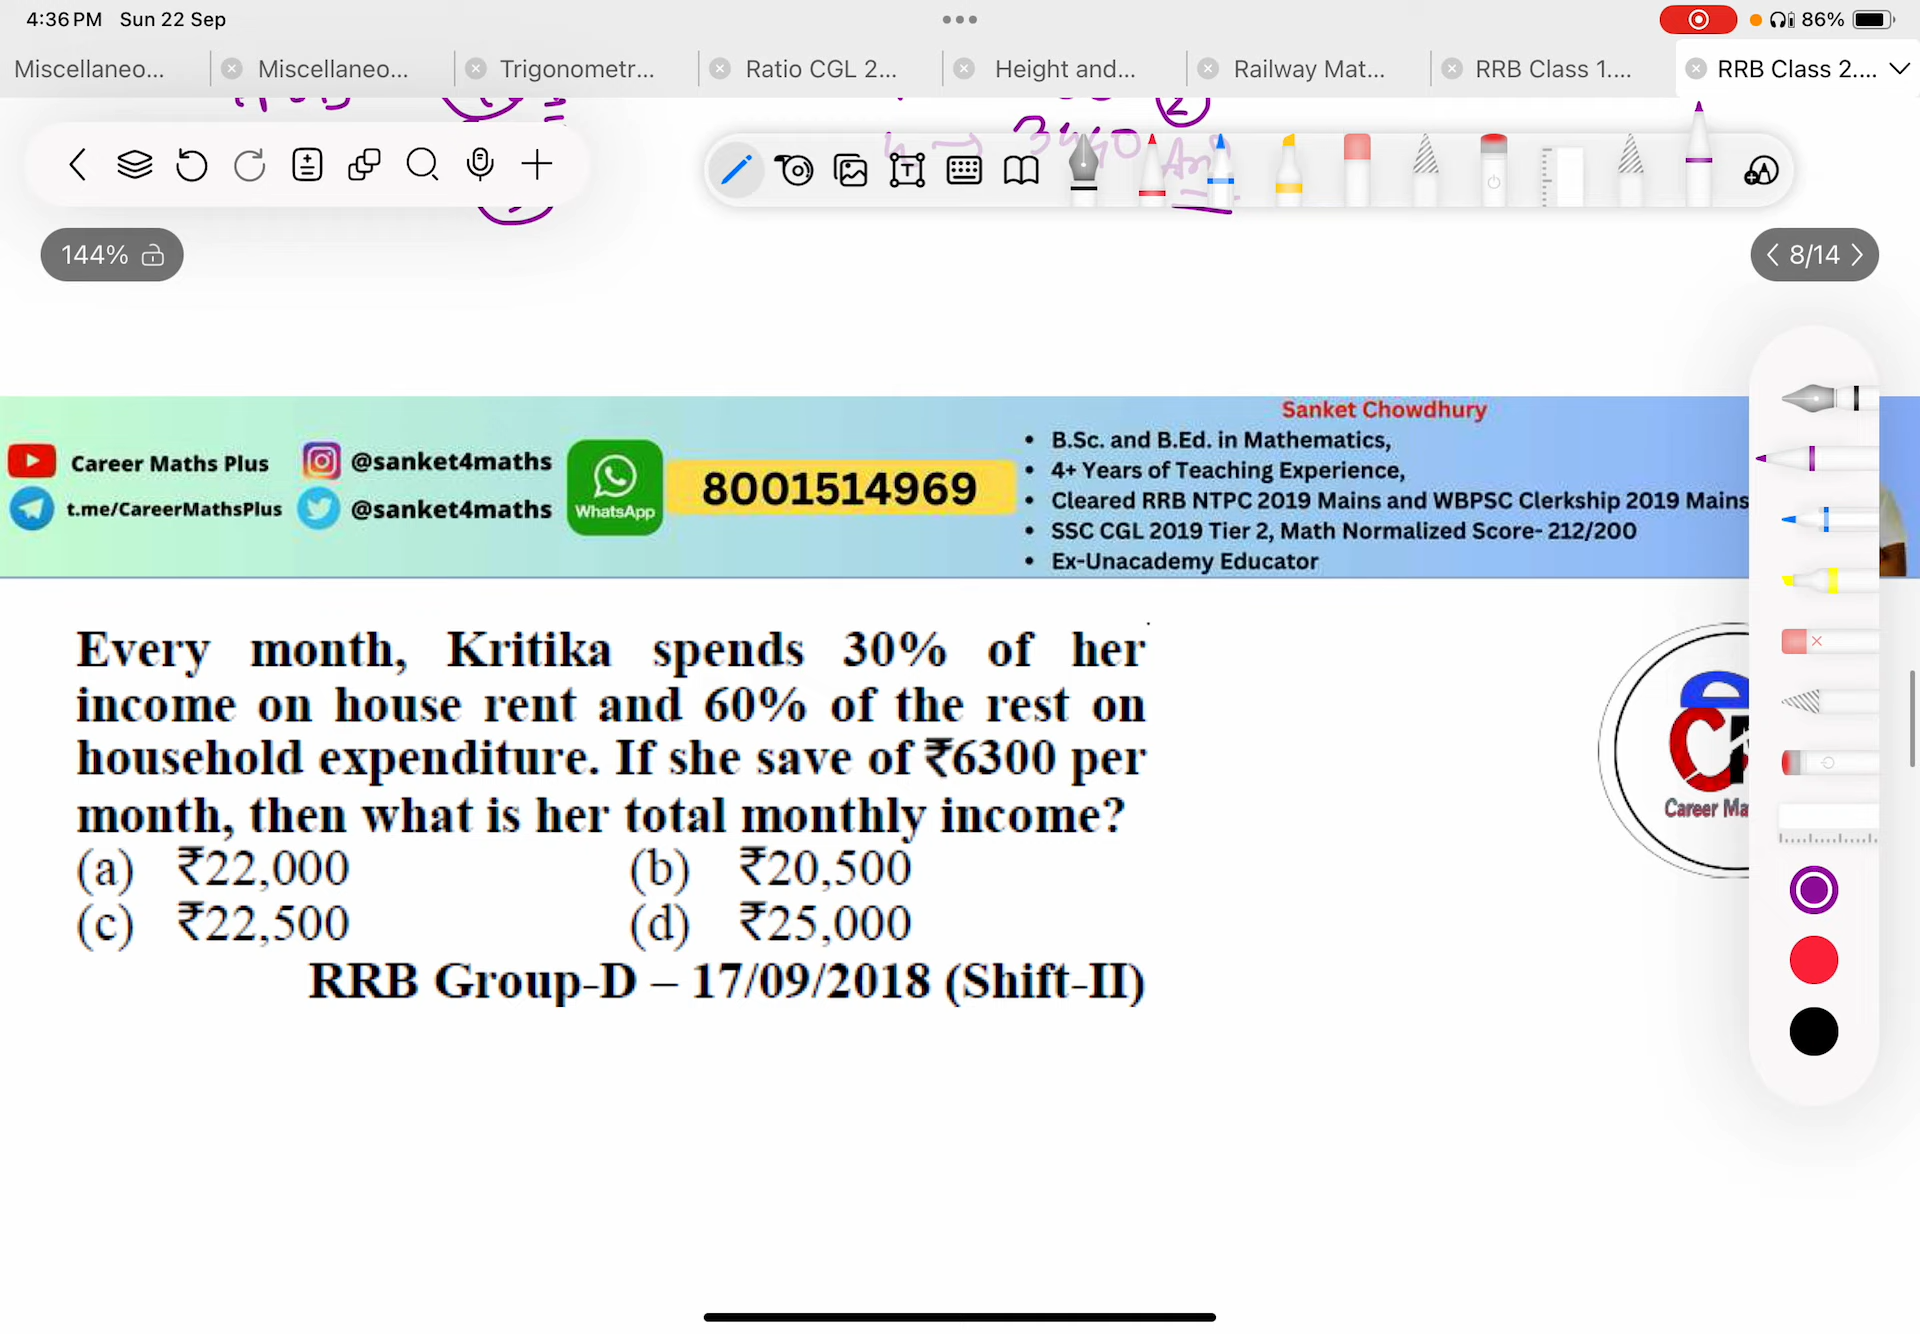 4:36 PM Sun 22 Sep
86%
Miscellaneo...
Miscellaneo...
Trigonometr...
Ratio CGL 2...
Height and...
Railway Mat...
RRB Class 1....
RRB Class 2....
3440
Ans
144%
8/14
Sanket Chowdhury
Career Maths Plus
@sanket4maths
t.me/CareerMathsPlus
@sanket4maths
WhatsApp
8001514969
• B.Sc. and B.Ed. in Mathematics,
• 4+ Years of Teaching Experience,
• Cleared RRB NTPC 2019 Mains and WBPSC Clerkship 2019 Mains
• SSC CGL 2019 Tier 2, Math Normalized Score- 212/200
• Ex-Unacademy Educator
Every month, Kritika spends 30% of her
income on house rent and 60% of the rest on
household expenditure. If she save of ₹6300 per
month, then what is her total monthly income?
(a) ₹22,000 (b) ₹20,500
(c) ₹22,500 (d) ₹25,000
RRB Group-D – 17/09/2018 (Shift-II)
Career Ma